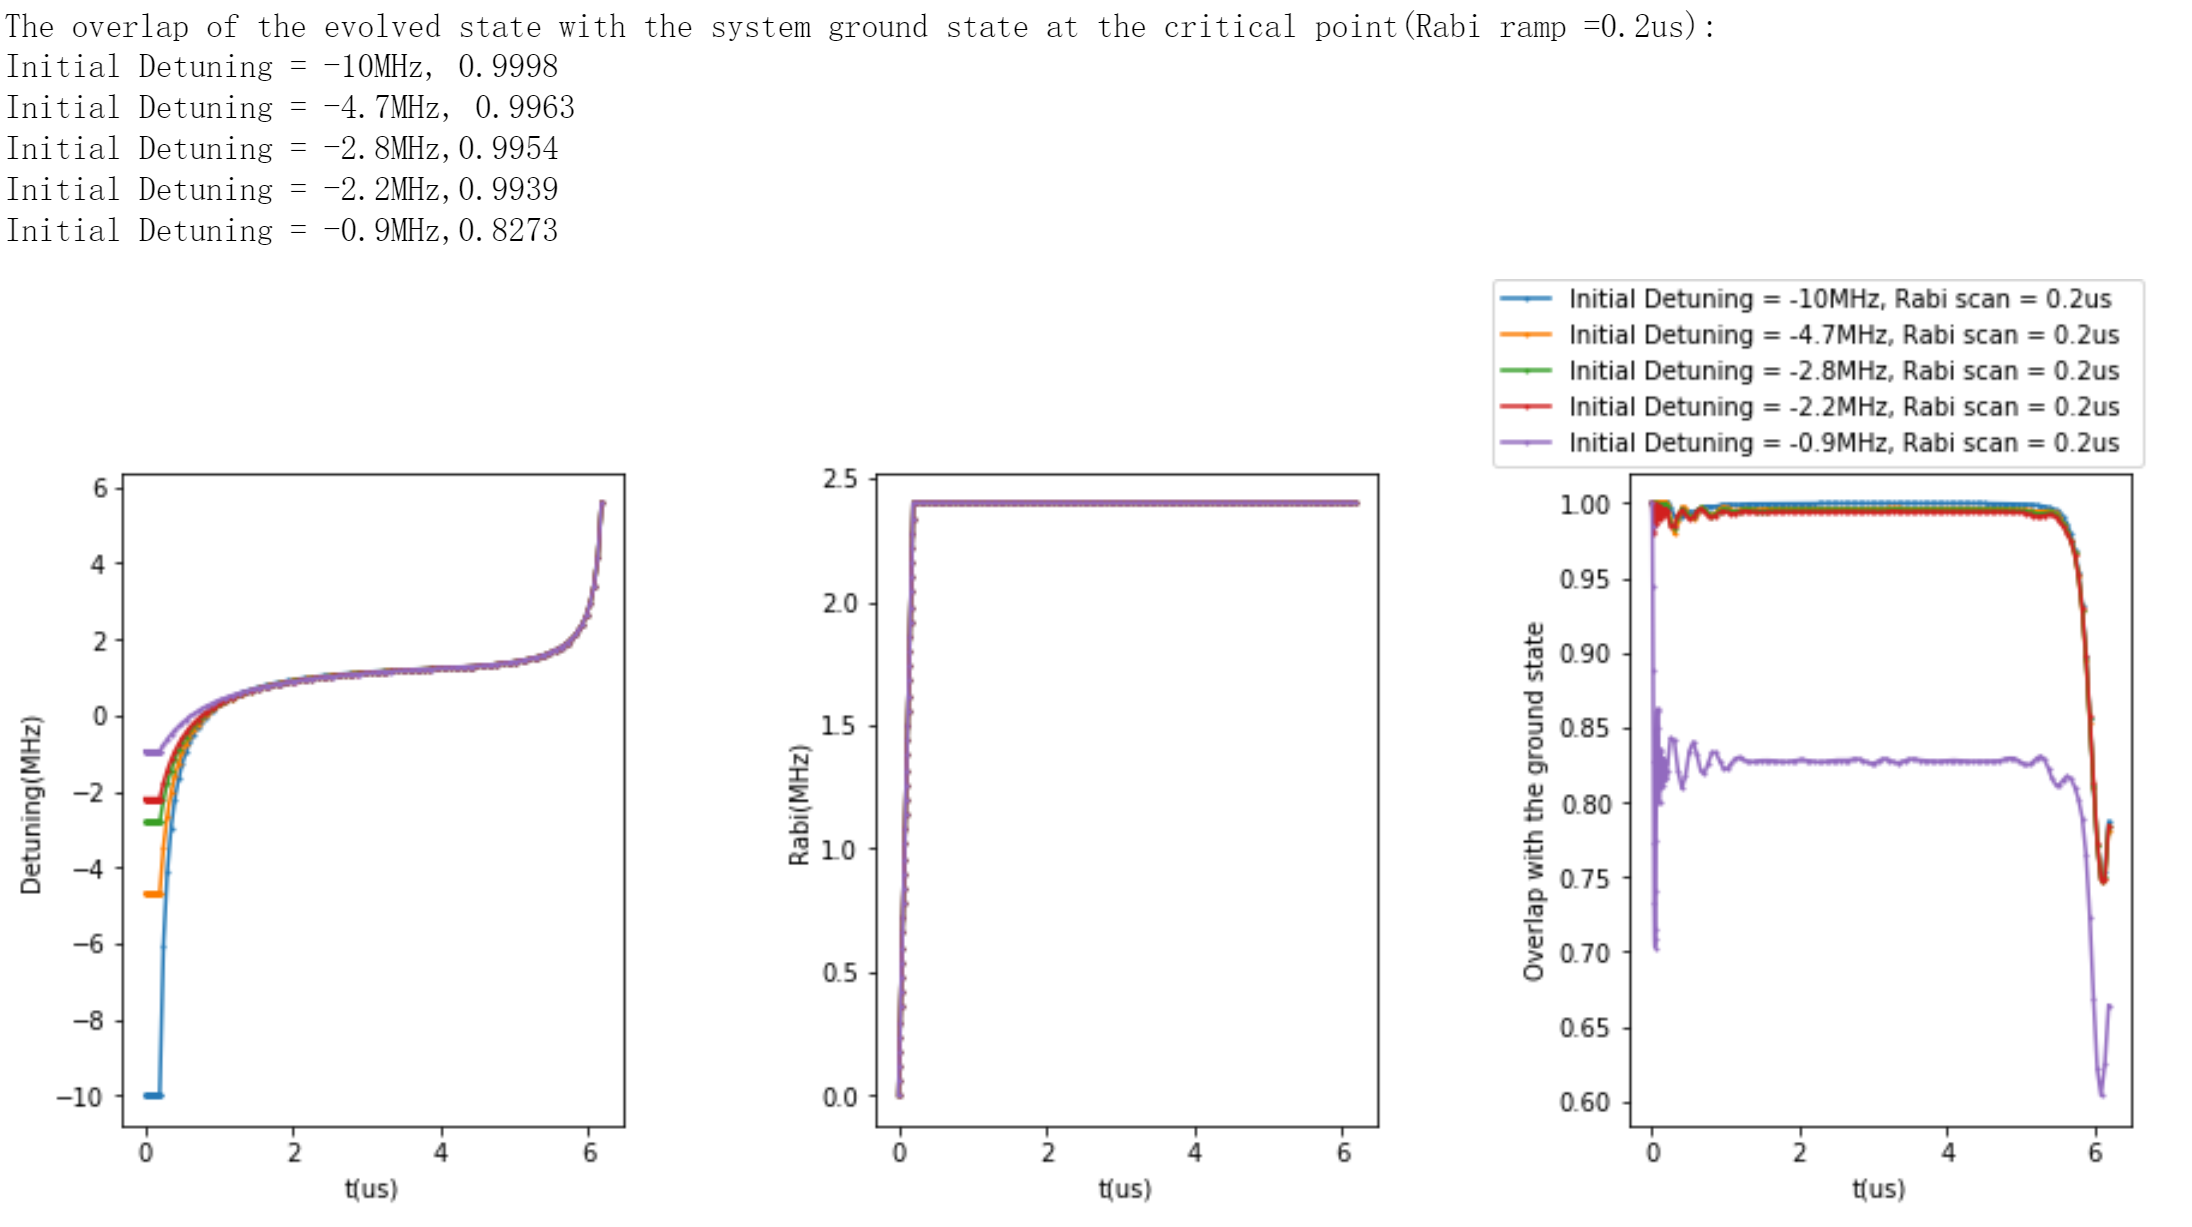 The overlap of the evolved state with the system ground state at the critical point(Rabi ramp =0.2us):
Initial Detuning = -10MHz, 0.9998
Initial Detuning = -4.7MHz, 0.9963
Initial Detuning = -2.8MHz,0.9954
Initial Detuning = -2.2MHz,0.9939
Initial Detuning = -0.9MHz,0.8273
Initial Detuning = -10MHz, Rabi scan = 0.2us
Initial Detuning = -4.7MHz, Rabi scan = 0.2us
Initial Detuning = -2.8MHz, Rabi scan = 0.2us
Initial Detuning = -2.2MHz, Rabi scan = 0.2us
Initial Detuning = -0.9MHz, Rabi scan = 0.2us
Detuning(MHz)
6
4
2
0
−2
−4
−6
−8
−10
0 2 4 6
t(us)
Rabi(MHz)
2.5
2.0
1.5
1.0
0.5
0.0
0 2 4 6
t(us)
Overlap with the ground state
1.00
0.95
0.90
0.85
0.80
0.75
0.70
0.65
0.60
0 2 4 6
t(us)